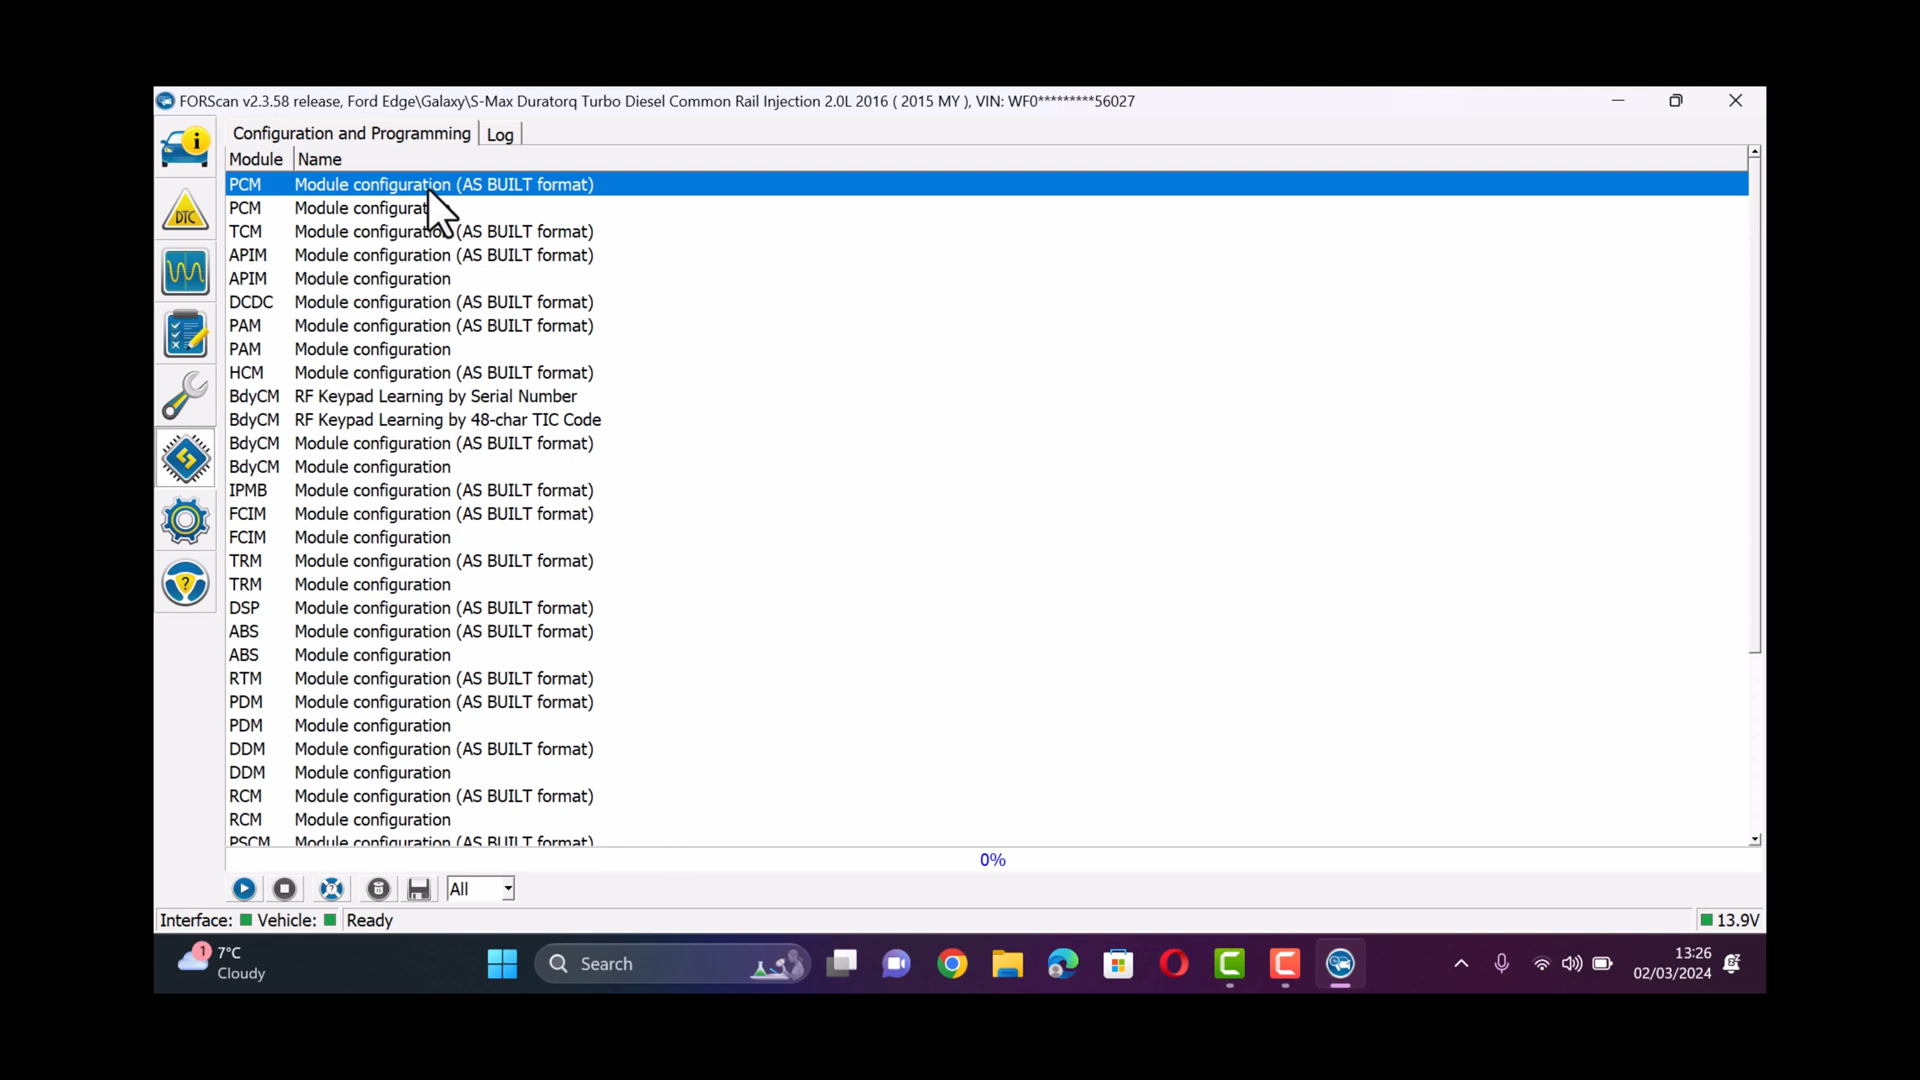 FORScan v2.3.58 release, Ford Edge\Galaxy\S-Max Duratorq Turbo Diesel Common Rail Injection 2.0L 2016 ( 2015 MY ), VIN: WF0*********56027
Configuration and Programming Log
Module Name
PCM Module configuration (AS BUILT format)
PCM Module configurat
TCM Module configuration (AS BUILT format)
APIM Module configuration (AS BUILT format)
APIM Module configuration
DCDC Module configuration (AS BUILT format)
PAM Module configuration (AS BUILT format)
PAM Module configuration
HCM Module configuration (AS BUILT format)
BdyCM RF Keypad Learning by Serial Number
BdyCM RF Keypad Learning by 48-char TIC Code
BdyCM Module configuration (AS BUILT format)
BdyCM Module configuration
IPMB Module configuration (AS BUILT format)
FCIM Module configuration (AS BUILT format)
FCIM Module configuration
TRM Module configuration (AS BUILT format)
TRM Module configuration
DSP Module configuration (AS BUILT format)
ABS Module configuration (AS BUILT format)
ABS Module configuration
RTM Module configuration (AS BUILT format)
PDM Module configuration (AS BUILT format)
PDM Module configuration
DDM Module configuration (AS BUILT format)
DDM Module configuration
RCM Module configuration (AS BUILT format)
RCM Module configuration
PSCM Module configuration (AS BUILT format)
0%
All
Interface: Vehicle: Ready 13.9V
DTC
1
7°C
Cloudy
Search
13:26
02/03/2024